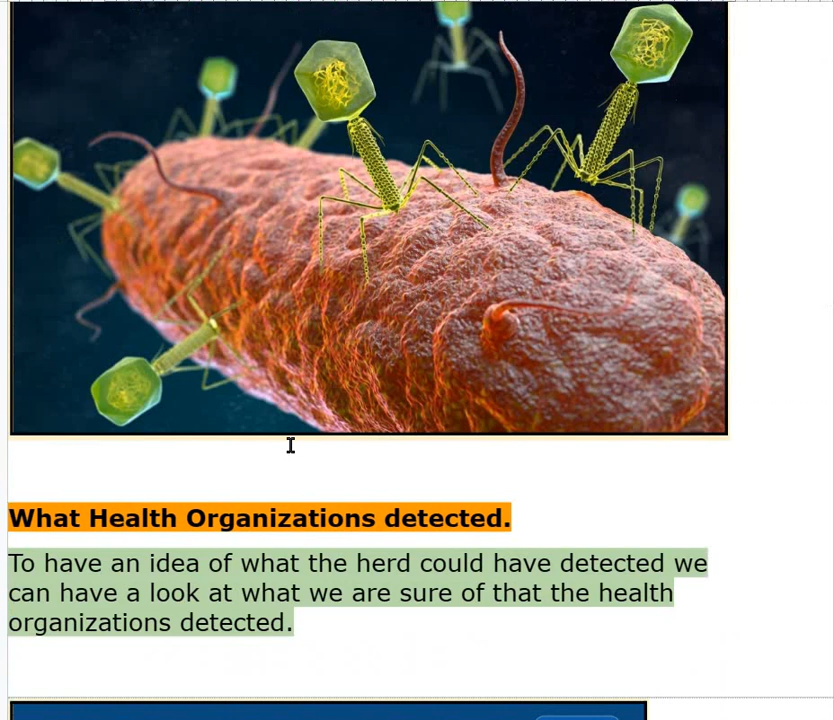 What Health Organizations detected.
To have an idea of what the herd could have detected we
can have a look at what we are sure of that the health
organizations detected.